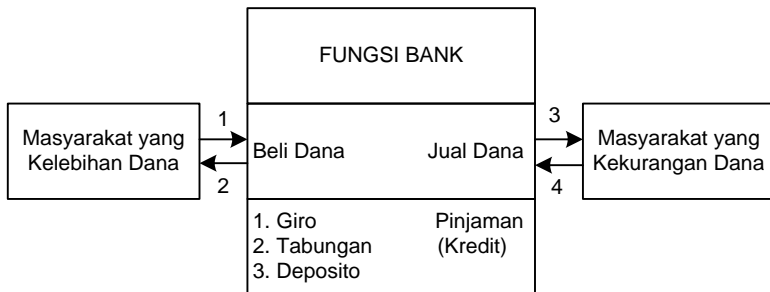 FUNGSI BANK
Masyarakat yang
Kelebihan Dana
1
2
Beli Dana
Jual Dana
3
4
Masyarakat yang
Kekurangan Dana
1. Giro
2. Tabungan
3. Deposito
Pinjaman
(Kredit)